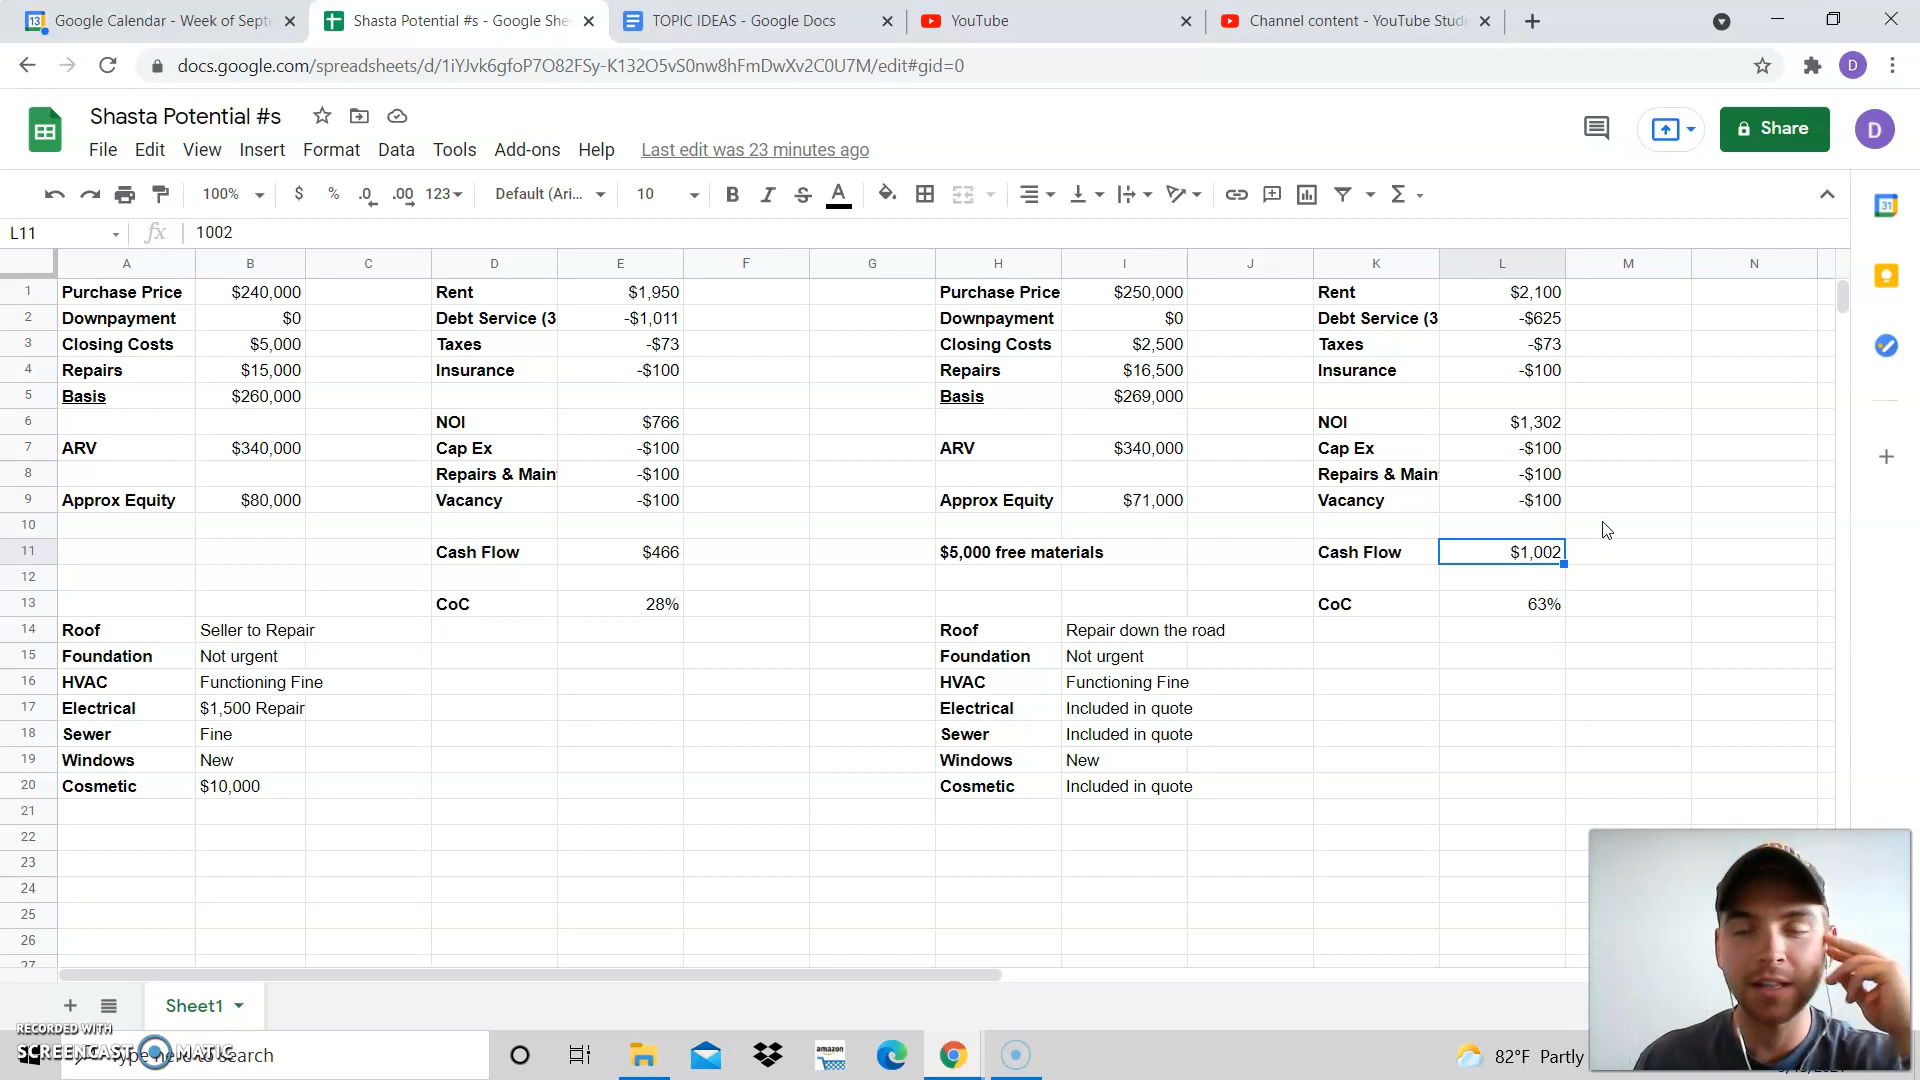 Google Calendar - Week of Septe
Shasta Potential #s - Google She
TOPIC IDEAS - Google Docs
YouTube
Channel content - YouTube Studi
docs.google.com/spreadsheets/d/1iYJvk6gfoP7O82FSy-K132O5vS0nw8hFmDwXv2C0U7M/edit#gid=0
D
Shasta Potential #s
Share
D
File Edit View Insert Format Data Tools Add-ons Help Last edit was 23 minutes ago
100% $ % .0 .00 123 Default (Ari... 10 B I S A Σ
L11 fx 1002
A B C D E F G H I J K L M N
1 Purchase Price $240,000 Rent $1,950 Purchase Price $250,000 Rent $2,100
2 Downpayment $0 Debt Service (3 -$1,011 Downpayment $0 Debt Service (3 -$625
3 Closing Costs $5,000 Taxes -$73 Closing Costs $2,500 Taxes -$73
4 Repairs $15,000 Insurance -$100 Repairs $16,500 Insurance -$100
5 Basis $260,000 Basis $269,000
6 NOI $766 NOI $1,302
7 ARV $340,000 Cap Ex -$100 ARV $340,000 Cap Ex -$100
8 Repairs & Main -$100 Repairs & Main -$100
9 Approx Equity $80,000 Vacancy -$100 Approx Equity $71,000 Vacancy -$100
10
11 Cash Flow $466 $5,000 free materials Cash Flow $1,002
12
13 CoC 28% CoC 63%
14 Roof Seller to Repair Roof Repair down the road
15 Foundation Not urgent Foundation Not urgent
16 HVAC Functioning Fine HVAC Functioning Fine
17 Electrical $1,500 Repair Electrical Included in quote
18 Sewer Fine Sewer Included in quote
19 Windows New Windows New
20 Cosmetic $10,000 Cosmetic Included in quote
21
22
23
24
25
26
27
Sheet1
RECORDED WITH
SCREENCAST MATIC
Type here to search
amazon
82°F Partly